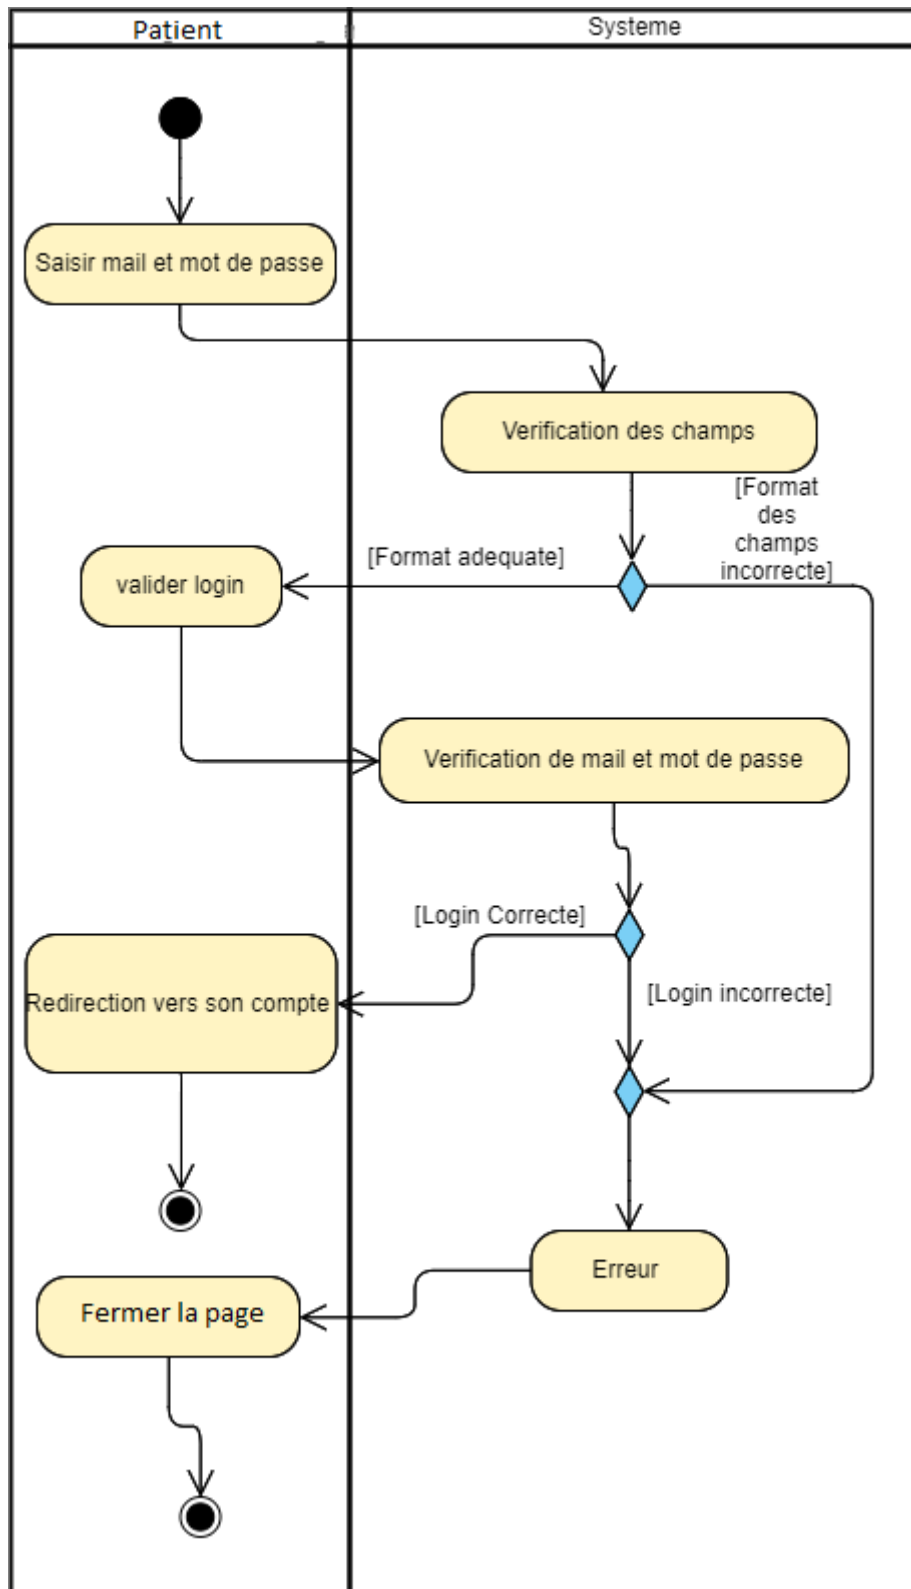 Patient
Systeme
Saisir mail et mot de passe
Verification des champs
[Format
des
champs
incorrecte]
[Format adequate]
valider login
Verification de mail et mot de passe
[Login Correcte]
Redirection vers son compte
[Login incorrecte]
Erreur
Fermer la page